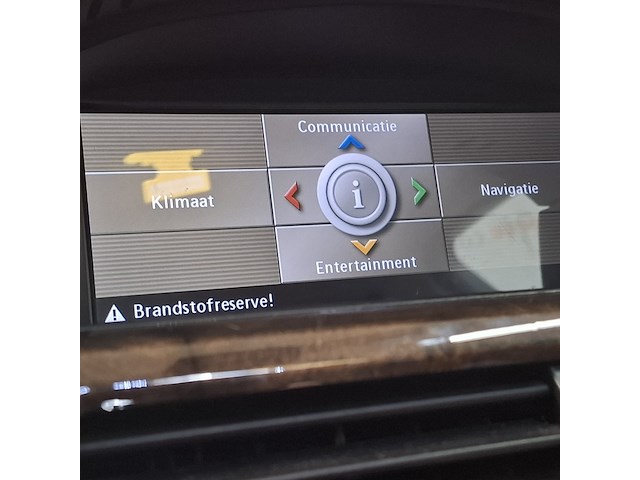 Communicatie
Klimaat
i
Navigatie
Entertainment
Brandstofreserve!